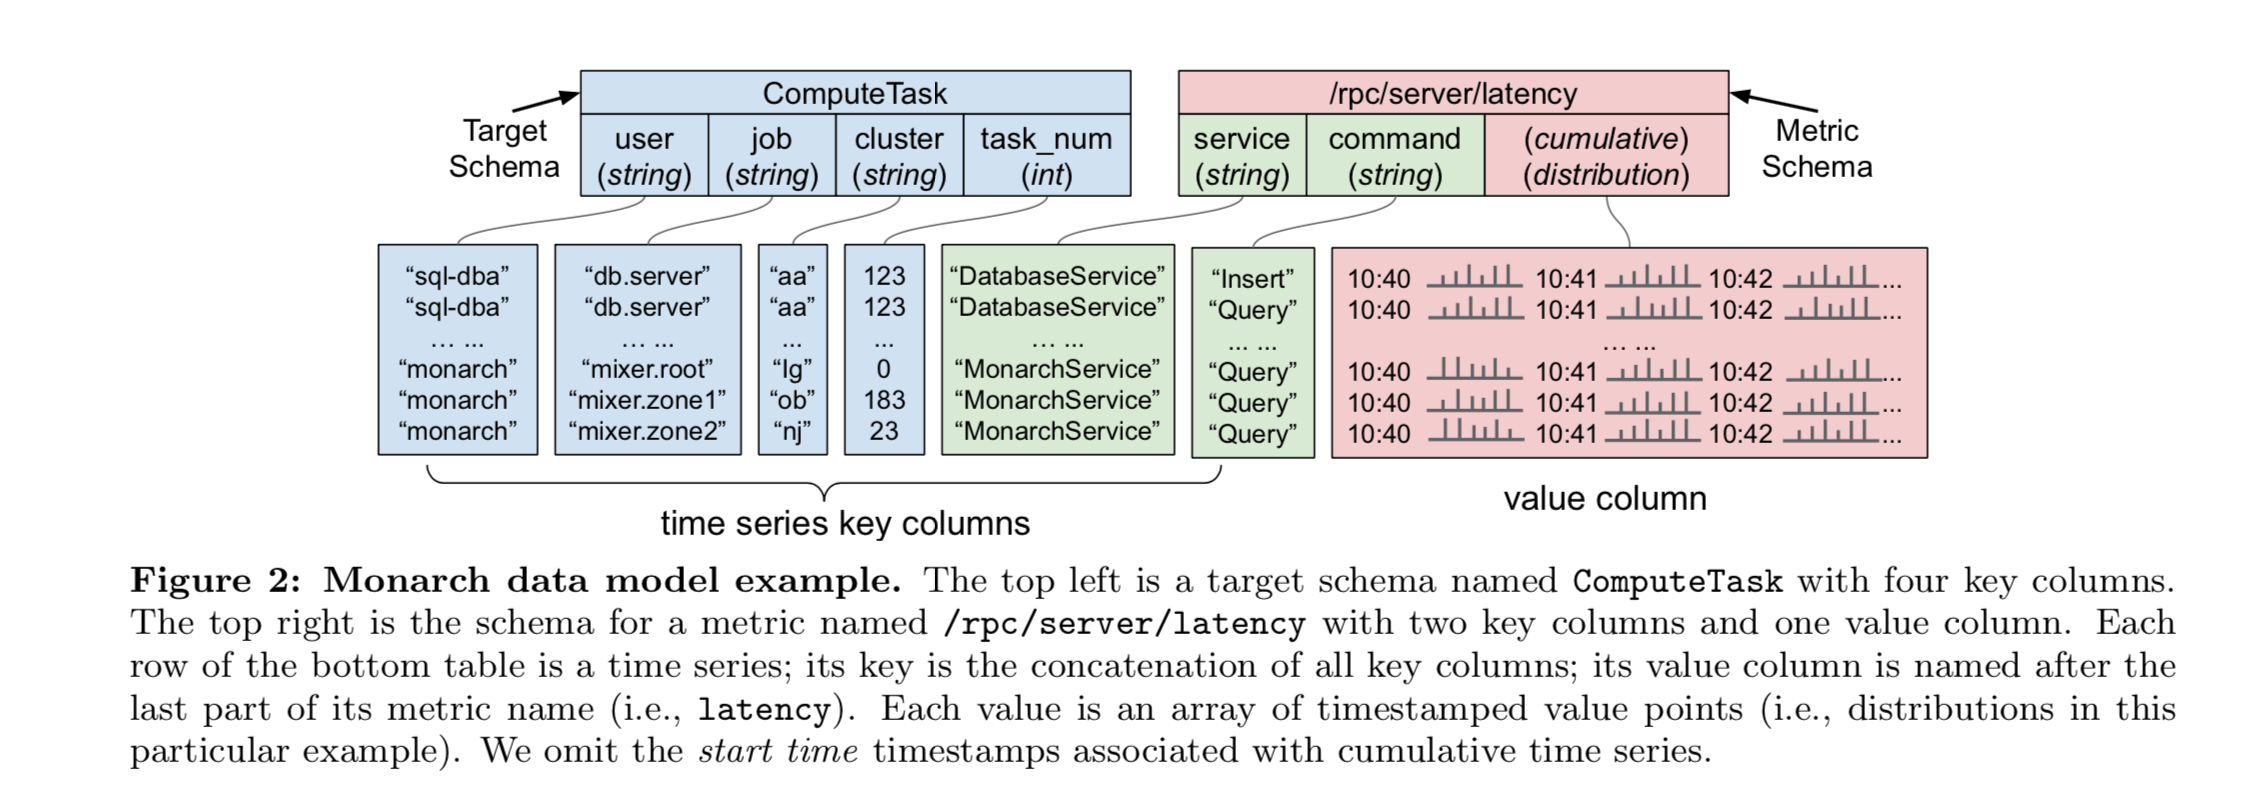 ComputeTask
/rpc/server/latency
Target
Schema
user
(string)
job
(string)
cluster
(string)
task_num
(int)
service
(string)
command
(string)
(cumulative)
(distribution)
Metric
Schema
“sql-dba” “db.server” “aa” 123 “DatabaseService” “Insert” 10:40 10:41 10:42 ...
“sql-dba” “db.server” “aa” 123 “DatabaseService” “Query” 10:40 10:41 10:42 ...
... ... ... ... ... ... ... ... ... ... ... ...
“monarch” “mixer.root” “lg” 0 “MonarchService” “Query” 10:40 10:41 10:42 ...
“monarch” “mixer.zone1” “ob” 183 “MonarchService” “Query” 10:40 10:41 10:42 ...
“monarch” “mixer.zone2” “nj” 23 “MonarchService” “Query” 10:40 10:41 10:42 ...
time series key columns
value column
Figure 2: Monarch data model example. The top left is a target schema named ComputeTask with four key columns.
The top right is the schema for a metric named /rpc/server/latency with two key columns and one value column. Each
row of the bottom table is a time series; its key is the concatenation of all key columns; its value column is named after the
last part of its metric name (i.e., latency). Each value is an array of timestamped value points (i.e., distributions in this
particular example). We omit the start time timestamps associated with cumulative time series.